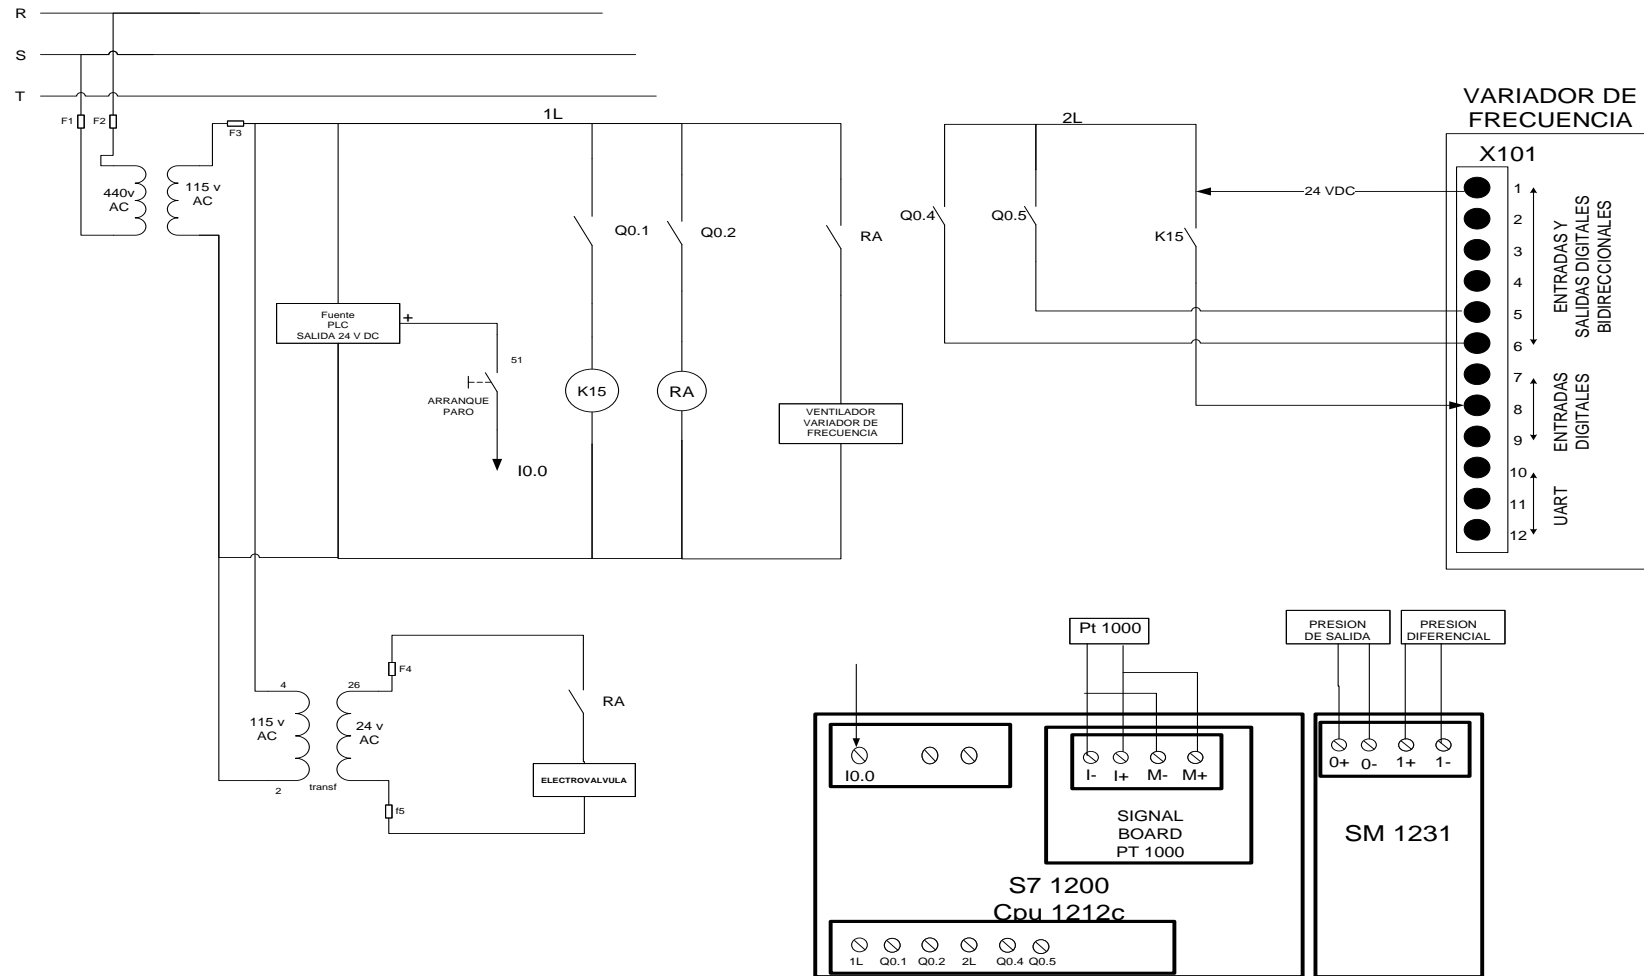 R
S
T
F1
F2
F3
440v
AC
115 v
AC
1L
Fuente
PLC
SALIDA 24 V DC
+
51
ARRANQUE
PARO
I0.0
Q0.1
K15
Q0.2
RA
RA
VENTILADOR
VARIADOR DE
FRECUENCIA
2L
Q0.4
Q0.5
K15
24 VDC
VARIADOR DE
FRECUENCIA
X101
1
2
3
4
5
6
7
8
9
10
11
12
ENTRADAS Y
SALIDAS DIGITALES
BIDIRECCIONALES
ENTRADAS
DIGITALES
UART
4
2
115 v
AC
transf
26
24 v
AC
F4
f5
RA
ELECTROVALVULA
Pt 1000
PRESION
DE SALIDA
PRESION
DIFERENCIAL
I0.0
I- I+ M- M+
SIGNAL
BOARD
PT 1000
S7 1200
Cpu 1212c
1L Q0.1 Q0.2 2L Q0.4 Q0.5
0+ 0- 1+ 1-
SM 1231